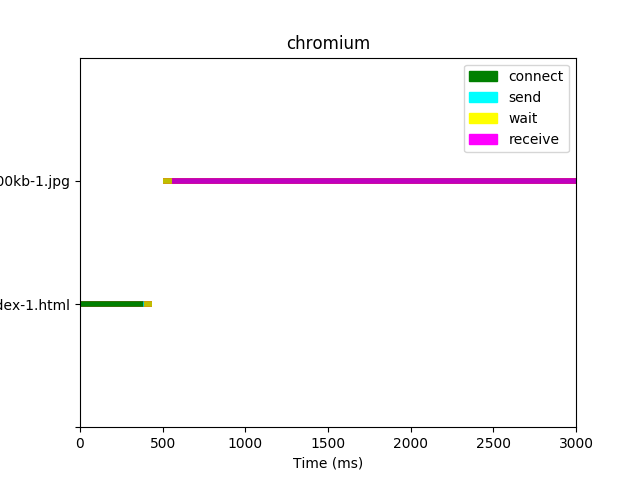 chromium
connect
send
wait
receive
00kb-1.jpg
dex-1.html
0 500 1000 1500 2000 2500 3000
Time (ms)